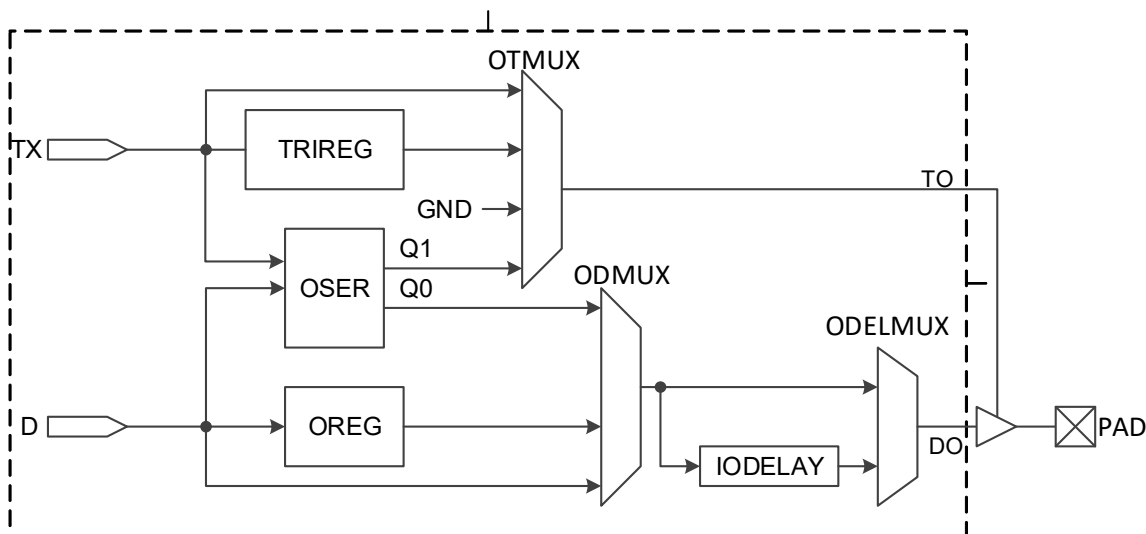 OTMUX
TX
TRIREG
TO
GND
Q1
OSER
Q0
ODMUX
ODELMUX
D
OREG
DO
PAD
IODELAY